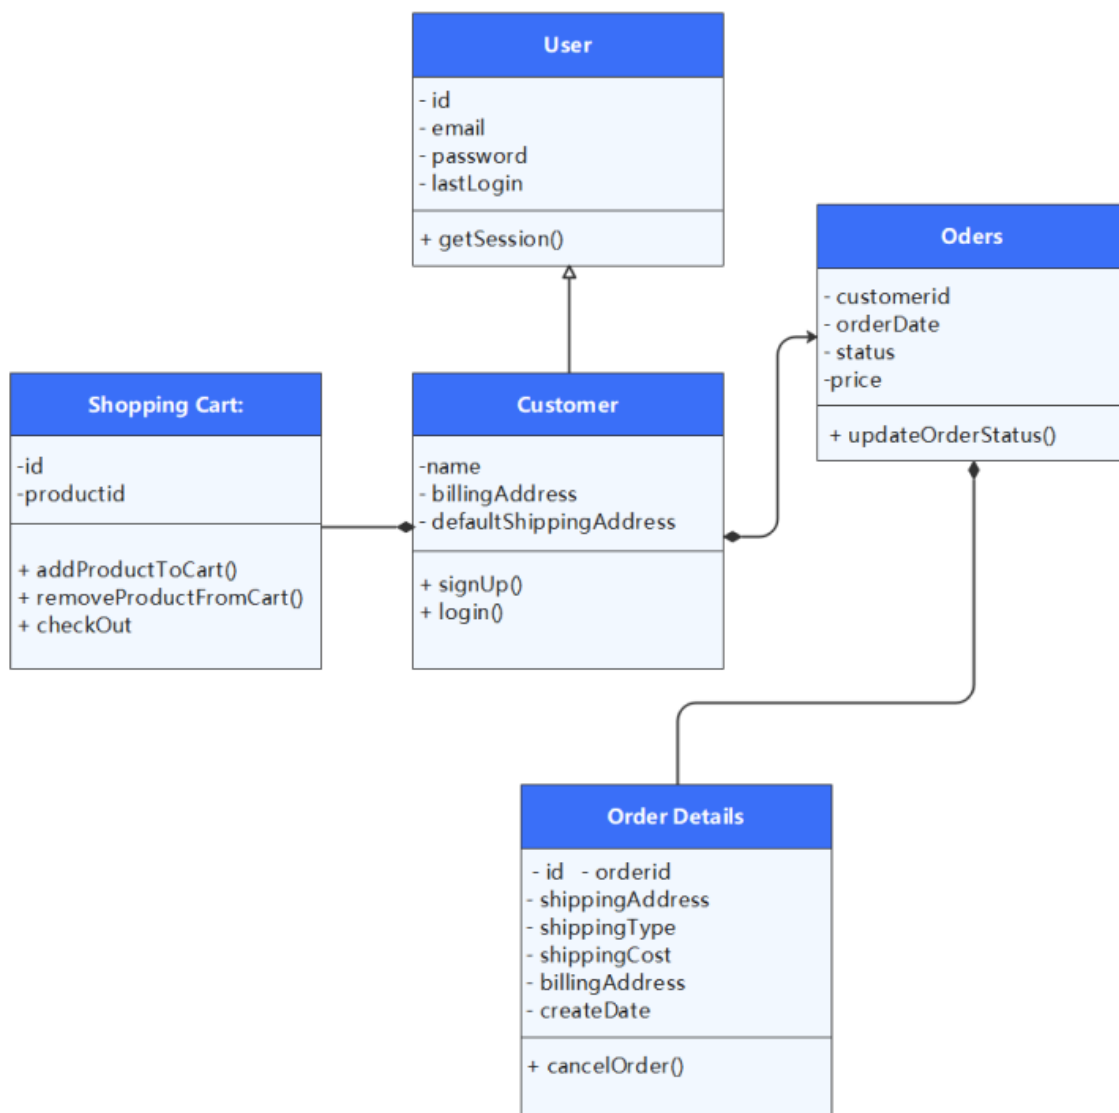 User
- id
- email
- password
- lastLogin
+ getSession()
Oders
- customerid
- orderDate
- status
-price
+ updateOrderStatus()
Shopping Cart:
-id
-productid
+ addProductToCart()
+ removeProductFromCart()
+ checkOut
Customer
-name
- billingAddress
- defaultShippingAddress
+ signUp()
+ login()
Order Details
- id - orderid
- shippingAddress
- shippingType
- shippingCost
- billingAddress
- createDate
+ cancelOrder()